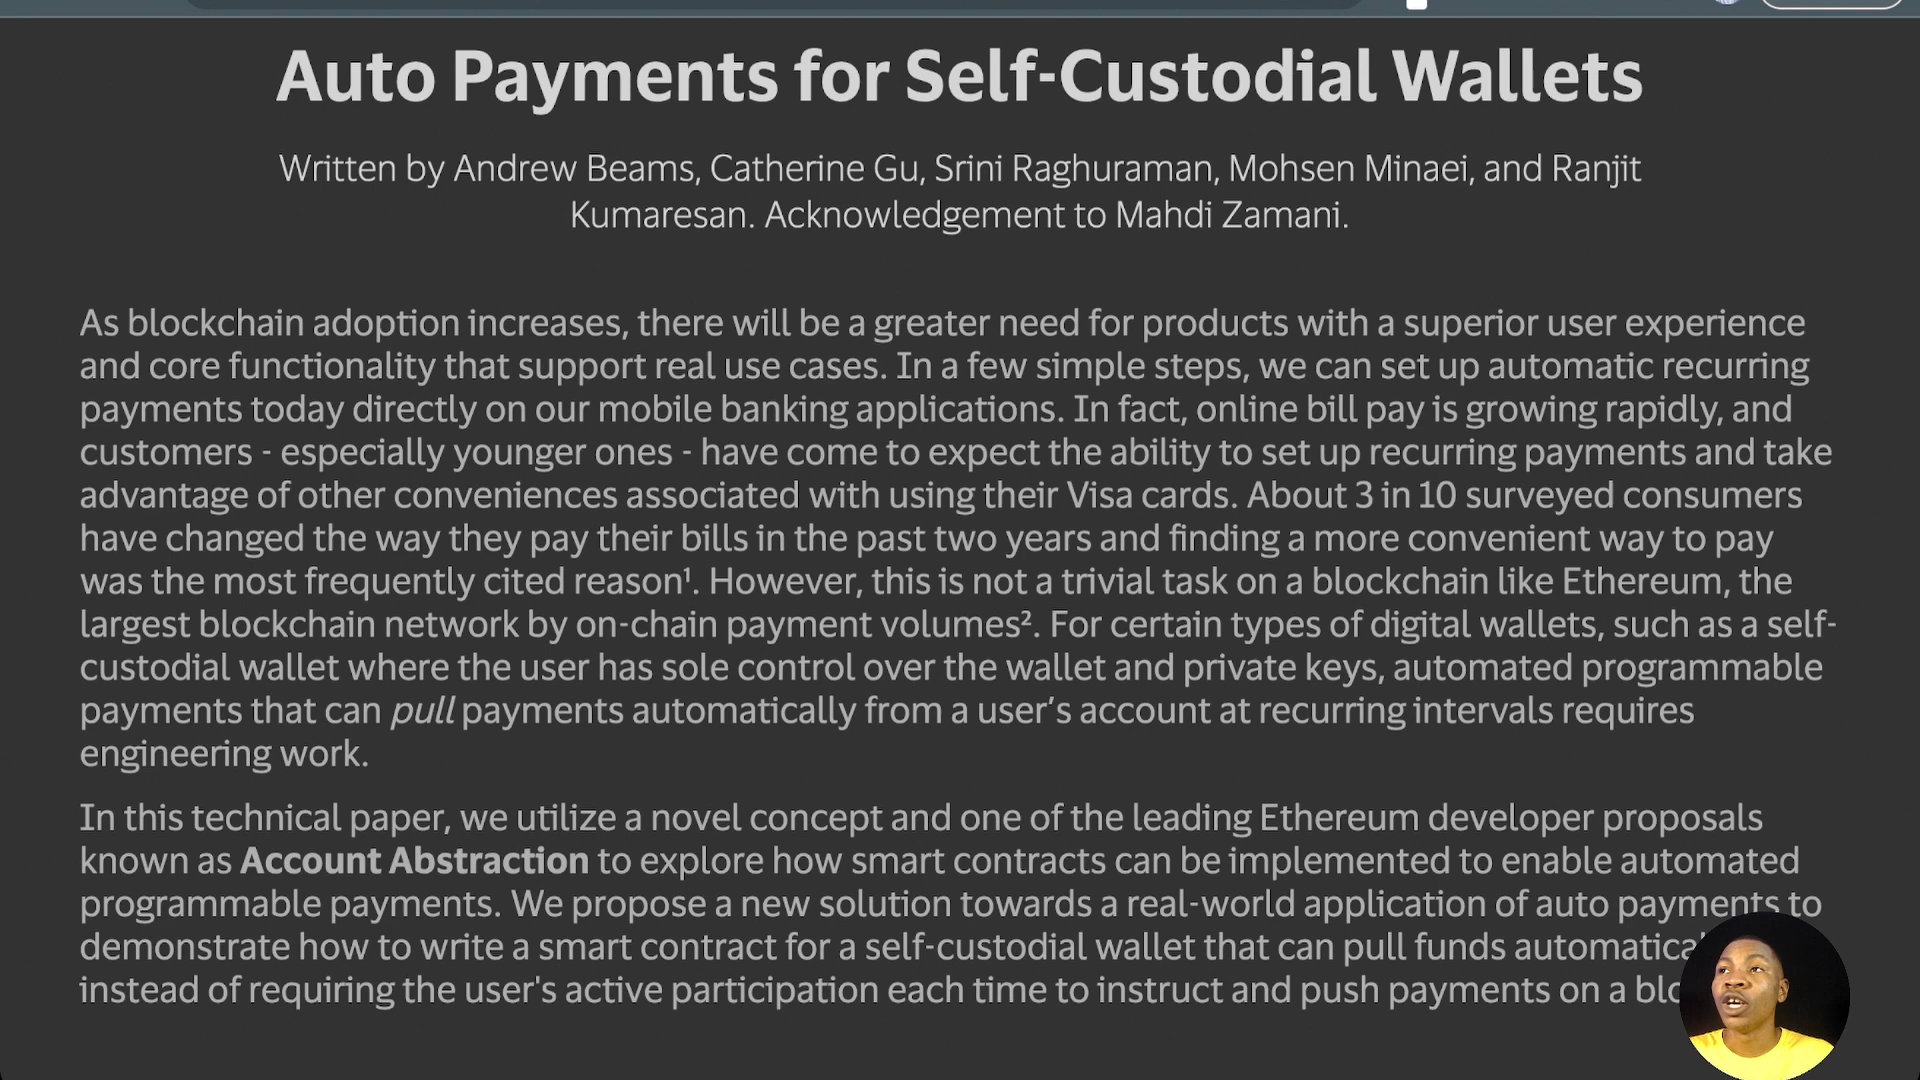 Auto Payments for Self-Custodial Wallets
Written by Andrew Beams, Catherine Gu, Srini Raghuraman, Mohsen Minaei, and Ranjit
Kumaresan. Acknowledgement to Mahdi Zamani.
As blockchain adoption increases, there will be a greater need for products with a superior user experience
and core functionality that support real use cases. In a few simple steps, we can set up automatic recurring
payments today directly on our mobile banking applications. In fact, online bill pay is growing rapidly, and
customers - especially younger ones - have come to expect the ability to set up recurring payments and take
advantage of other conveniences associated with using their Visa cards. About 3 in 10 surveyed consumers
have changed the way they pay their bills in the past two years and finding a more convenient way to pay
was the most frequently cited reason¹. However, this is not a trivial task on a blockchain like Ethereum, the
largest blockchain network by on-chain payment volumes². For certain types of digital wallets, such as a self-
custodial wallet where the user has sole control over the wallet and private keys, automated programmable
payments that can pull payments automatically from a user’s account at recurring intervals requires
engineering work.
In this technical paper, we utilize a novel concept and one of the leading Ethereum developer proposals
known as Account Abstraction to explore how smart contracts can be implemented to enable automated
programmable payments. We propose a new solution towards a real-world application of auto payments to
demonstrate how to write a smart contract for a self-custodial wallet that can pull funds
instead of requiring the user's active participation each time to instruct and push payments on a